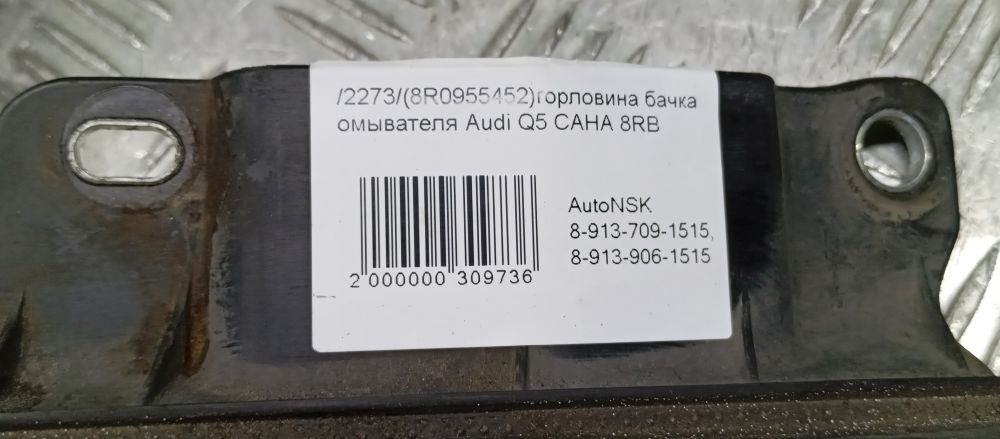 /2273/(8R0955452)горловина бачка
омывателя Audi Q5 CAHA 8RB
AutoNSK
8-913-709-1515,
8-913-906-1515
2 000000 309736